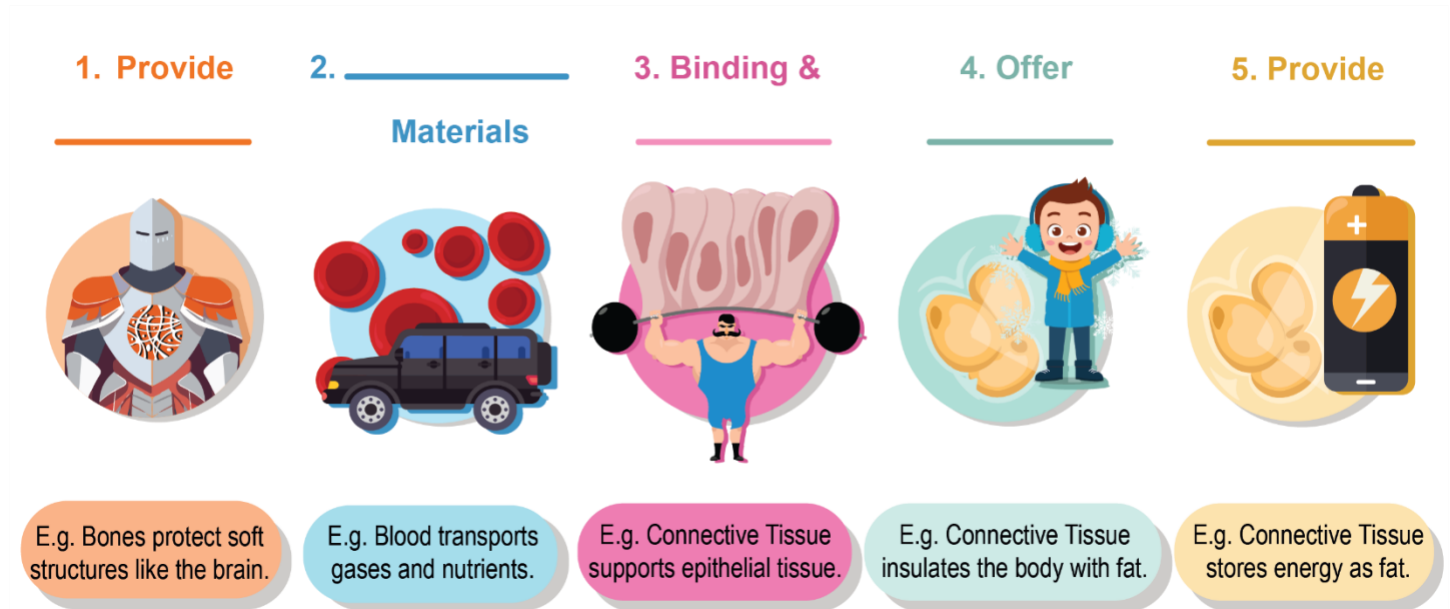 1. Provide
2. Materials
3. Binding &
4. Offer
5. Provide
E.g. Bones protect soft
structures like the brain.
E.g. Blood transports
gases and nutrients.
E.g. Connective Tissue
supports epithelial tissue.
E.g. Connective Tissue
insulates the body with fat.
E.g. Connective Tissue
stores energy as fat.